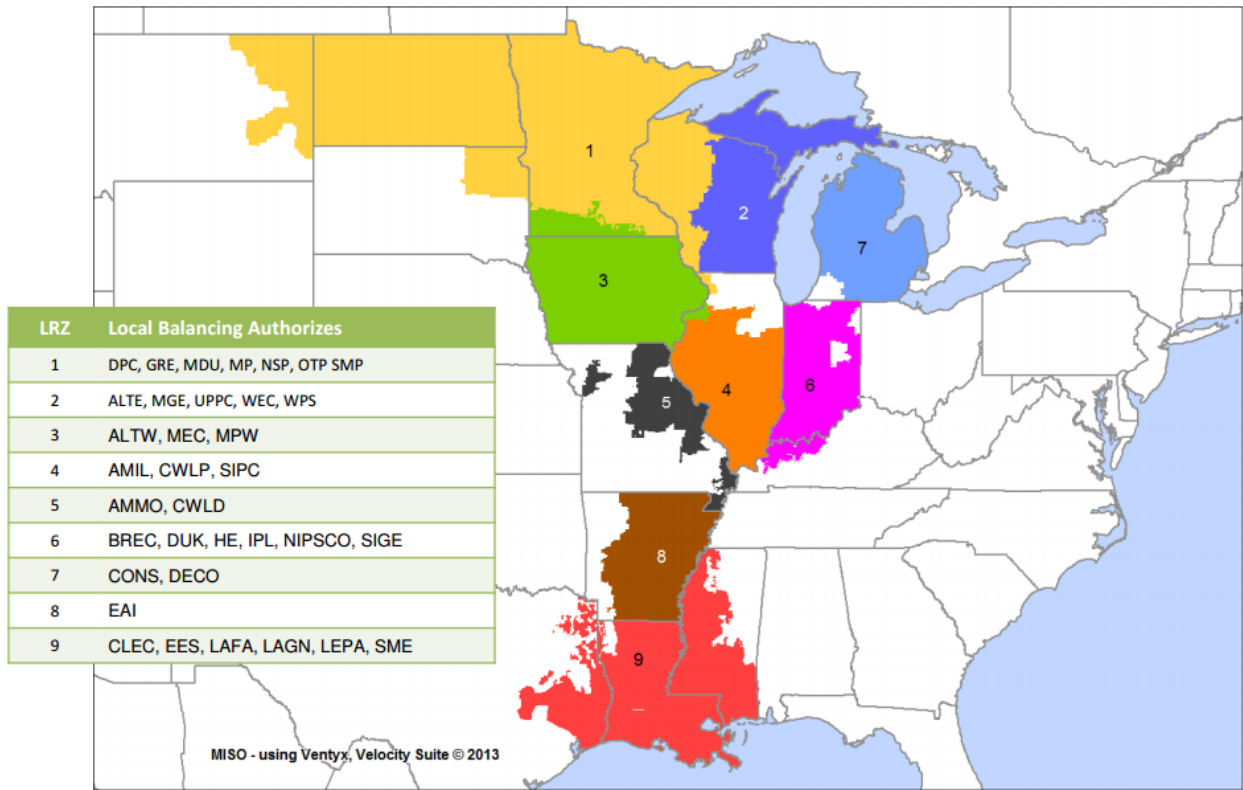 1
2
7
3
LRZ Local Balancing Authorizes
1 DPC, GRE, MDU, MP, NSP, OTP SMP
2 ALTE, MGE, UPPC, WEC, WPS
3 ALTW, MEC, MPW
4 AMIL, CWLP, SIPC
5 AMMO, CWLD
6 BREC, DUK, HE, IPL, NIPSCO, SIGE
7 CONS, DECO
8 EAI
9 CLEC, EES, LAFA, LAGN, LEPA, SME
6
4
5
8
9
MISO - using Ventyx, Velocity Suite © 2013